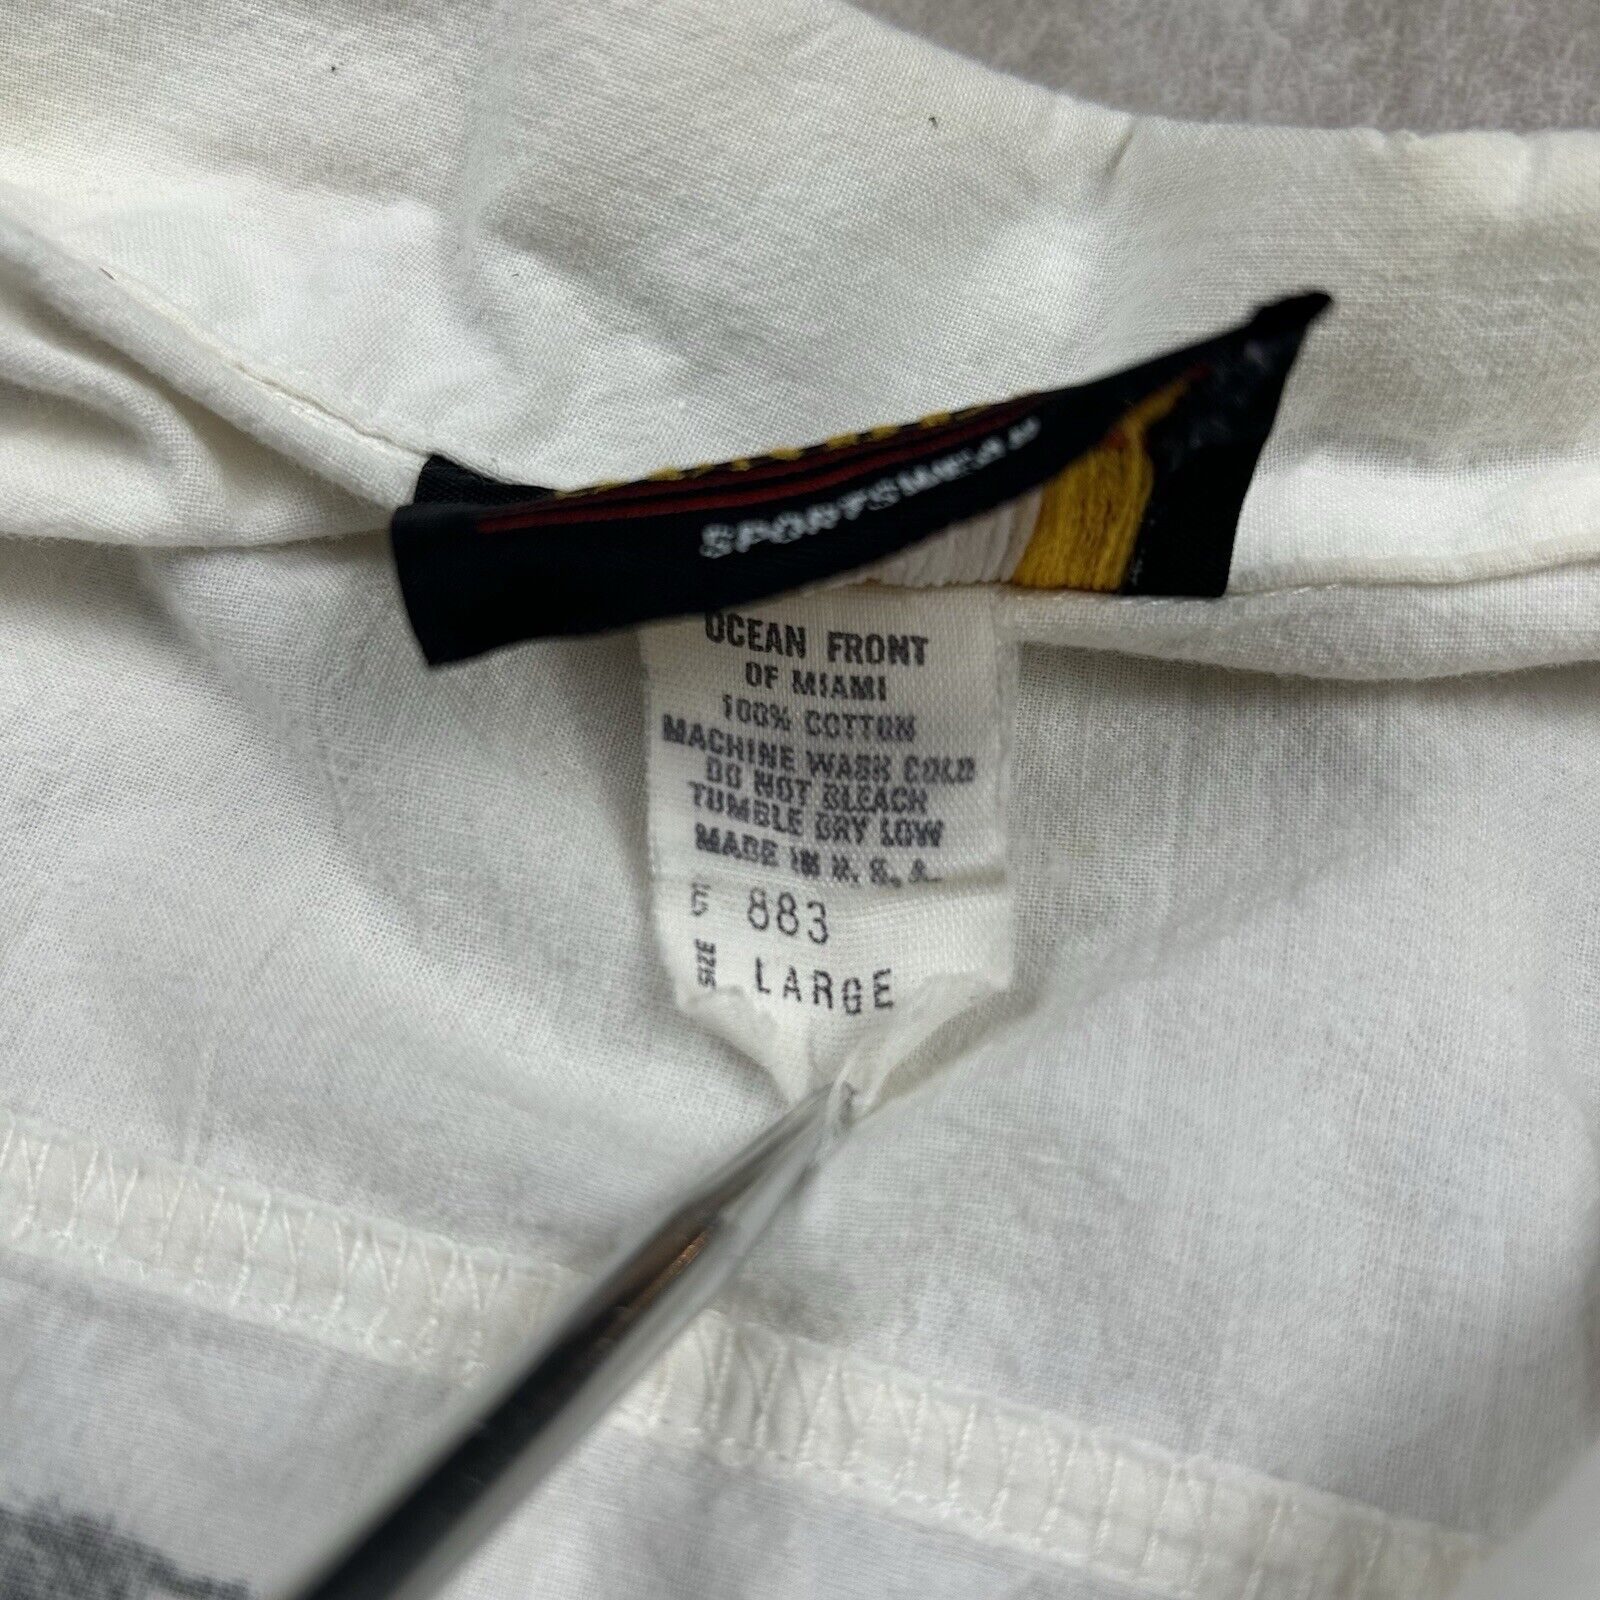 SPORTSWEAR
OCEAN FRONT
OF MIAMI
100% COTTON
MACHINE WASH COLD
DO NOT BLEACH
TUMBLE DRY LOW
MADE IN U. S. A.
883
SIZE LARGE